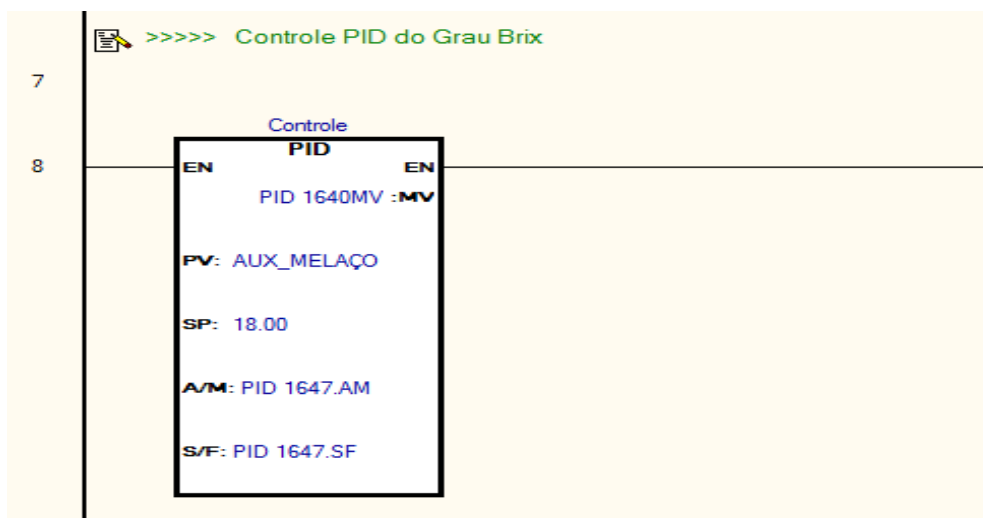 >>>>> Controle PID do Grau Brix
7
Controle
PID
8
EN EN
PID 1640MV :MV
PV: AUX_MELAÇO
SP: 18.00
A/M: PID 1647.AM
S/F: PID 1647.SF